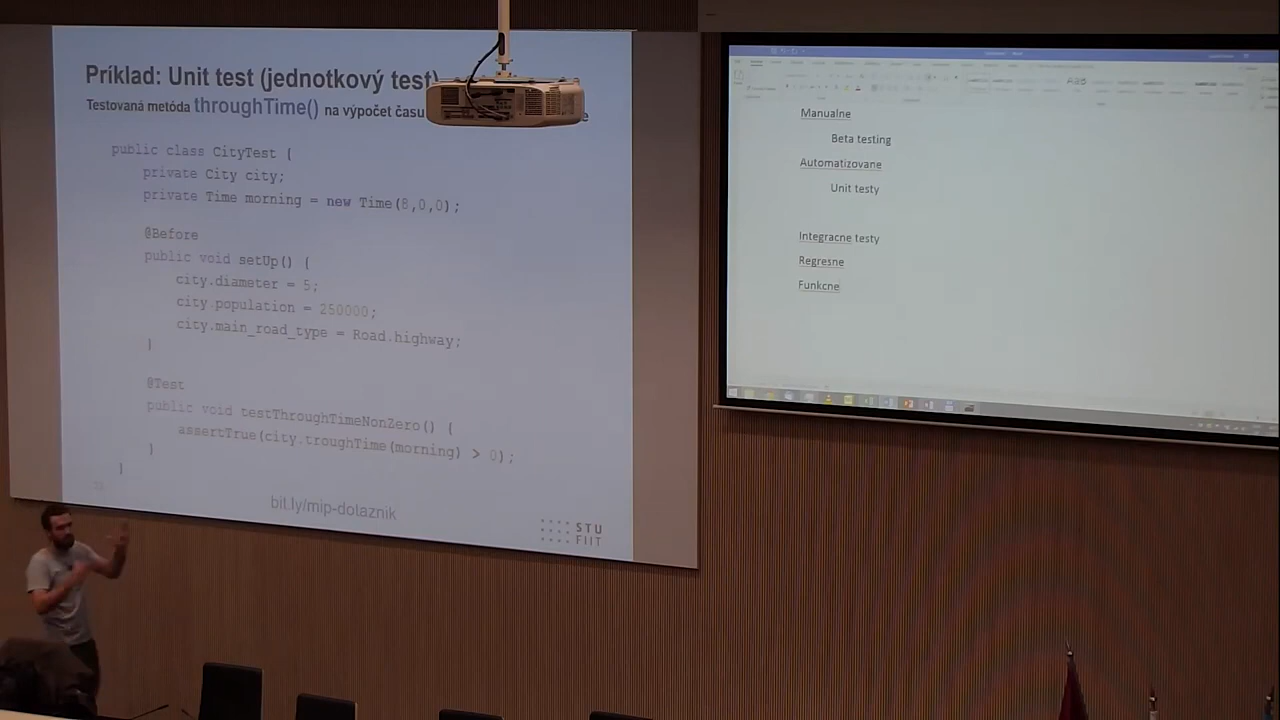 Príklad: Unit test (jednotkový test)
Testovaná metóda throughTime() na výpočet času
public class CityTest {
private City city;
private Time morning = new Time(8,0,0);
@Before
public void setUp() {
city.diameter = 5;
city.population = 250000;
city.main_road_type = Road.highway;
}
@Test
public void testThroughTimeNonZero() {
assertTrue(city.troughTime(morning) > 0);
}
}
bit.ly/mip-dotaznik
STU
FIIT
Manualne
Beta testing
Automatizovane
Unit testy
Integracne testy
Regresne
Funkcne